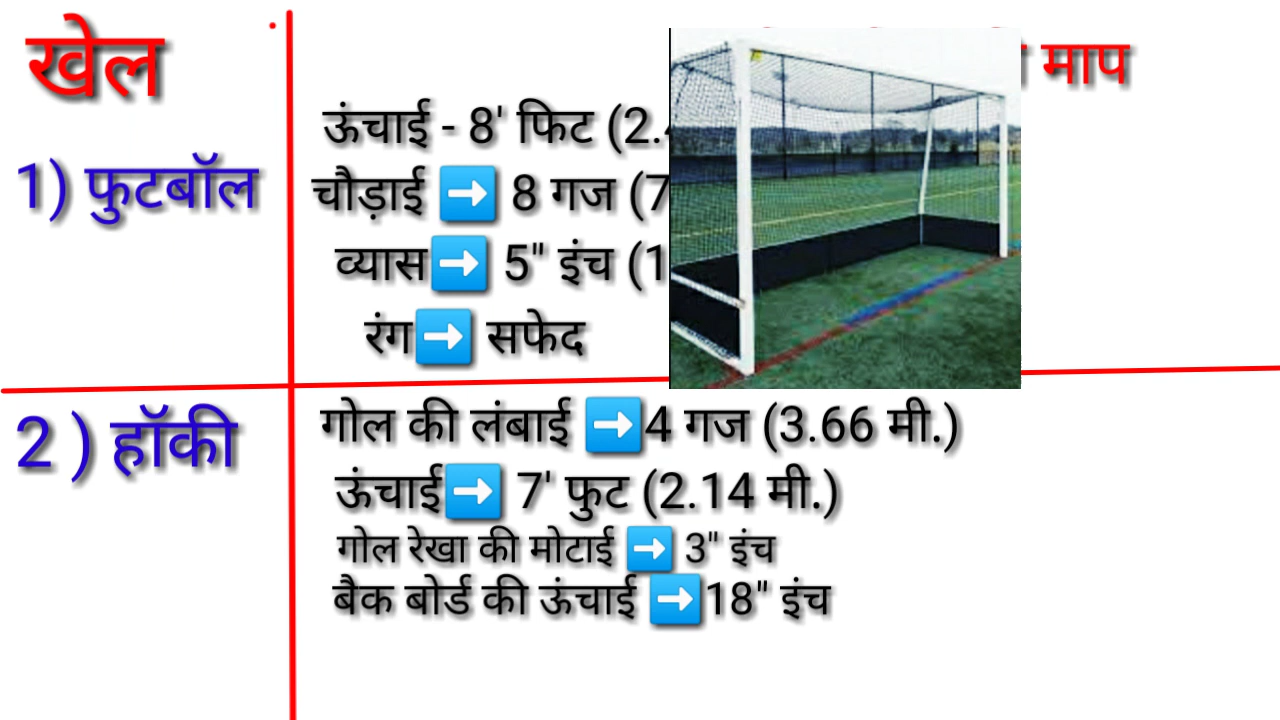 खेल
माप
1) फुटबॉल
ऊंचाई - 8' फिट (2.
चौड़ाई ➡️ 8 गज (7
व्यास➡️ 5" इंच (1
रंग➡️ सफेद
2 ) हॉकी
गोल की लंबाई ➡️4 गज (3.66 मी.)
ऊंचाई➡️ 7' फुट (2.14 मी.)
गोल रेखा की मोटाई ➡️ 3" इंच
बैक बोर्ड की ऊंचाई ➡️18" इंच